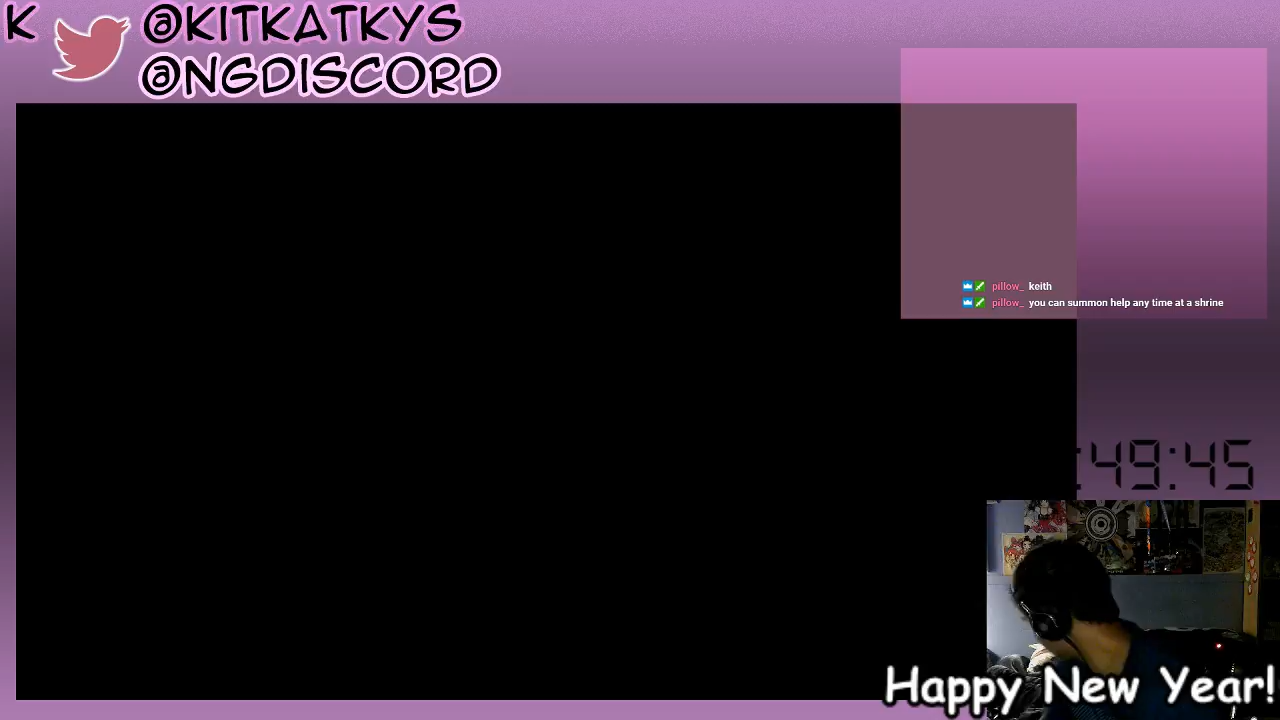 K @KITKATKYS
@NGDISCORD
pillow_ keith
pillow_ you can summon help any time at a shrine
:49:45
Happy New Year!